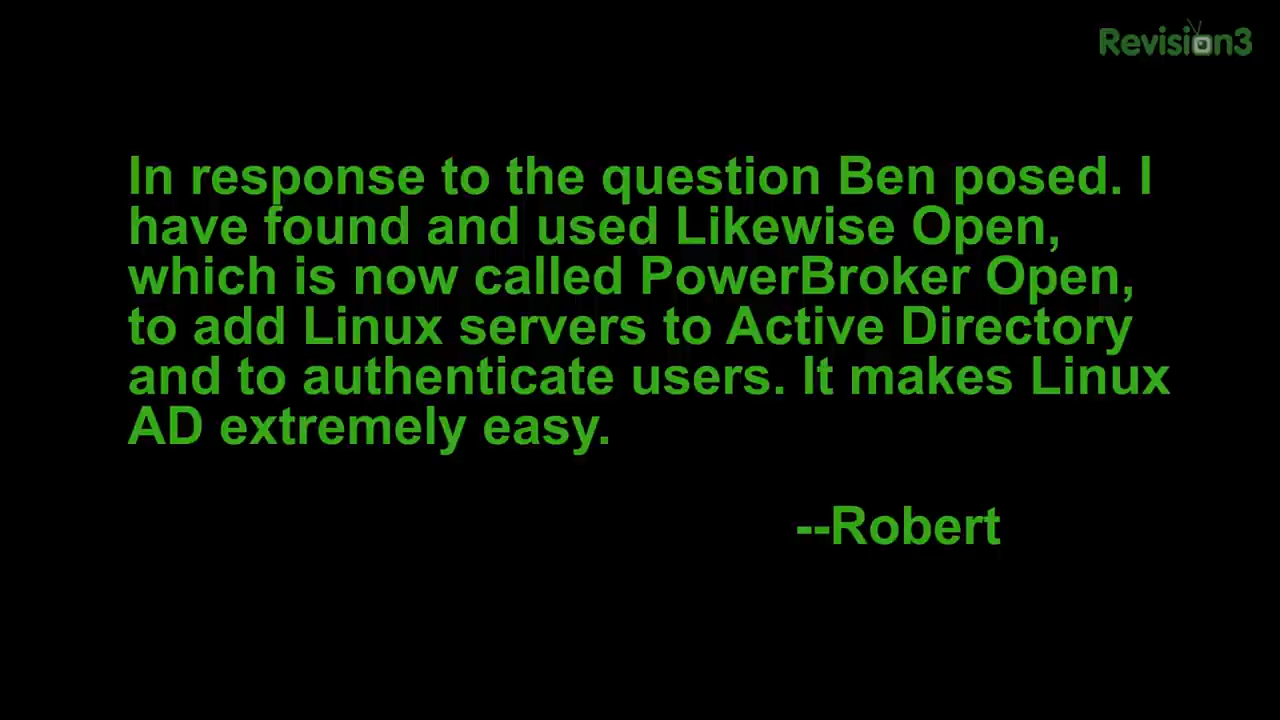 Revision3
In response to the question Ben posed. I
have found and used Likewise Open,
which is now called PowerBroker Open,
to add Linux servers to Active Directory
and to authenticate users. It makes Linux
AD extremely easy.
--Robert